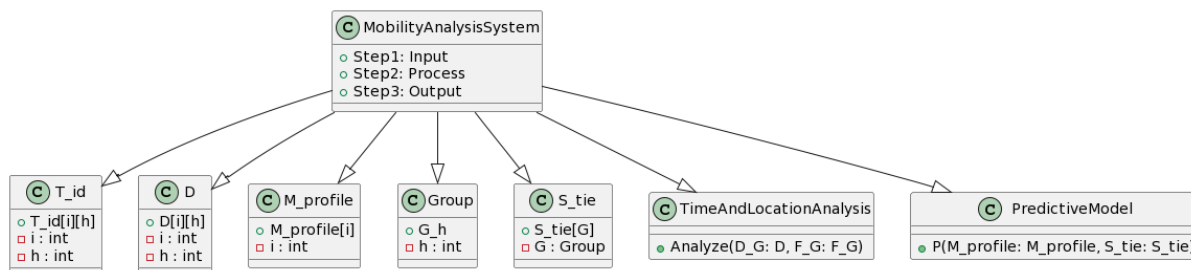 C MobilityAnalysisSystem
Step1: Input
Step2: Process
Step3: Output
C T_id
T_id[i][h]
i : int
h : int
C D
D[i][h]
i : int
h : int
C M_profile
M_profile[i]
i : int
C Group
G_h
h : int
C S_tie
S_tie[G]
G : Group
C TimeAndLocationAnalysis
Analyze(D_G: D, F_G: F_G)
C PredictiveModel
P(M_profile: M_profile, S_tie: S_tie)